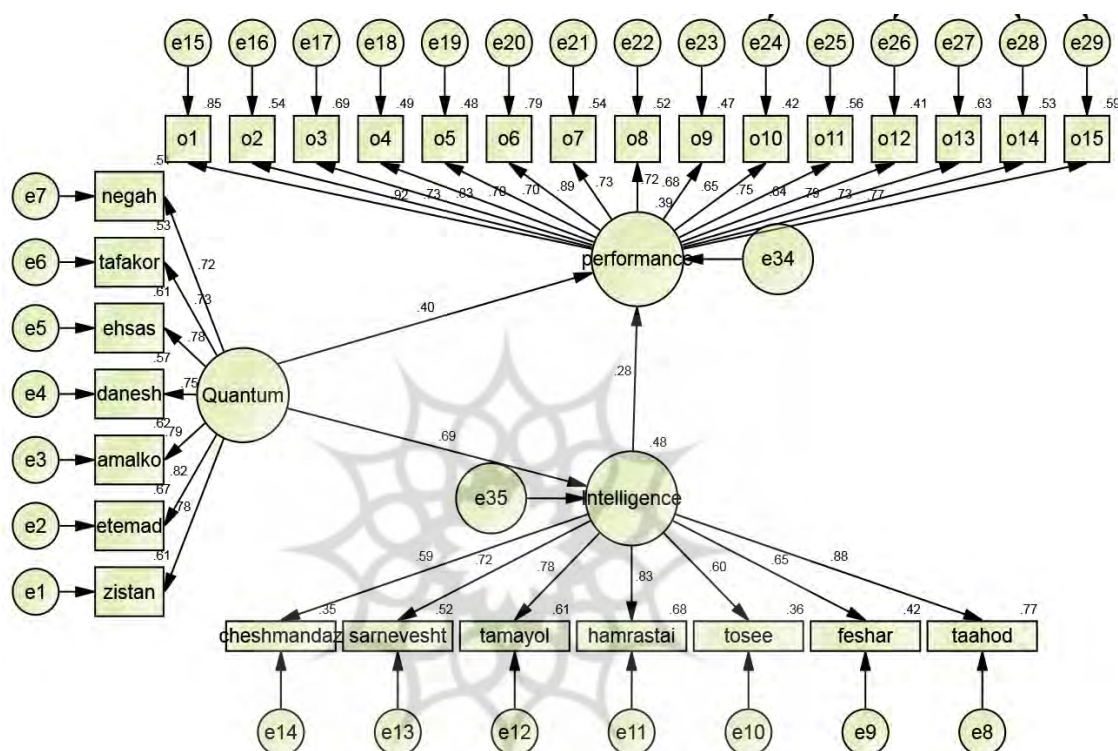 e15 e16 e17 e18 e19 e20 e21 e22 e23 e24 e25 e26 e27 e28 e29
.85 .54 .69 .49 .48 .79 .54 .52 .47 .42 .56 .41 .63 .53 .59
o1 o2 o3 o4 o5 o6 o7 o8 o9 o10 o11 o12 o13 o14 o15
.92 .73 .83 .70 .89 .73 .72 .68 .65 .75 .64 .79 .73 .77
.39
e7 negah
.53
.72
e6 tafakor
performance
e34
.61
.73
.40
e5 ehsas
.78
.57
e4 danesh
.75
Quantum
.28
.62
.79
e3 amalko
.69
.48
.82
.67
e35
Intelligence
.78
e2 etemad
.61
e1 zistan
.59 .72 .78 .83 .60 .65 .88
.35 .52 .61 .68 .36 .42 .77
cheshmandaz sarnevesht tamayol hamrastai tosee feshar taahod
e14 e13 e12 e11 e10 e9 e8